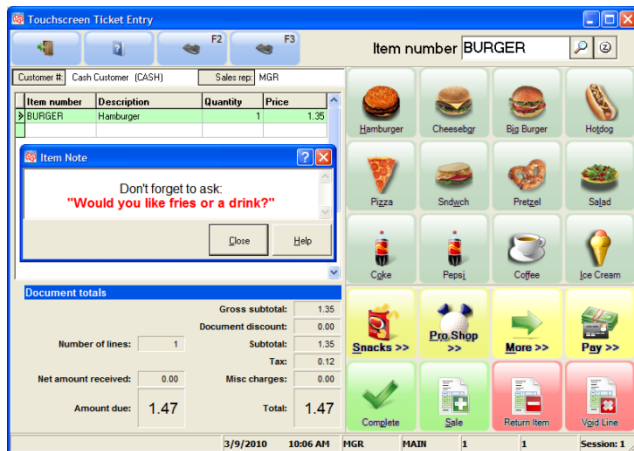 Touchscreen Ticket Entry
F2 F3
Item number BURGER
Customer #: Cash Customer (CASH) Sales rep: MGR
Item number Description Quantity Price
BURGER Hamburger 1 1.35
Item Note
Don't forget to ask:
"Would you like fries or a drink?"
Close Help
Hamburger Cheesebgr Big Burger Hotdog
Pizza Sndwch Pretzel Salad
Coke Pepsi Coffee Ice Cream
Snacks >> Pro Shop >> More >> Pay >>
Complete Sale Return Item Void Line
Document totals
Gross subtotal: 1.35
Document discount: 0.00
Number of lines: 1 Subtotal: 1.35
Tax: 0.12
Net amount received: 0.00 Misc charges: 0.00
Amount due: 1.47 Total: 1.47
3/9/2010 10:06 AM MGR MAIN 1 1 Session: 1